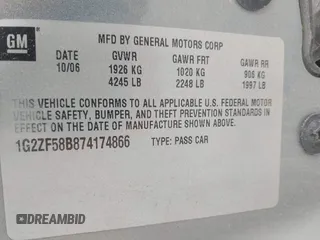 GM
MFD BY GENERAL MOTORS CORP
DATE GVWR GAWR FRT GAWR RR
10/06 1926 KG 1020 KG 906 KG
4245 LB 2248 LB 1997 LB
THIS VEHICLE CONFORMS TO ALL APPLICABLE U.S. FEDERAL MOTOR
VEHICLE SAFETY, BUMPER, AND THEFT PREVENTION STANDARDS
IN EFFECT ON THE DATE OF MANUFACTURE SHOWN ABOVE.
1G2ZF58B874174866 TYPE: PASS CAR
DREAMBID